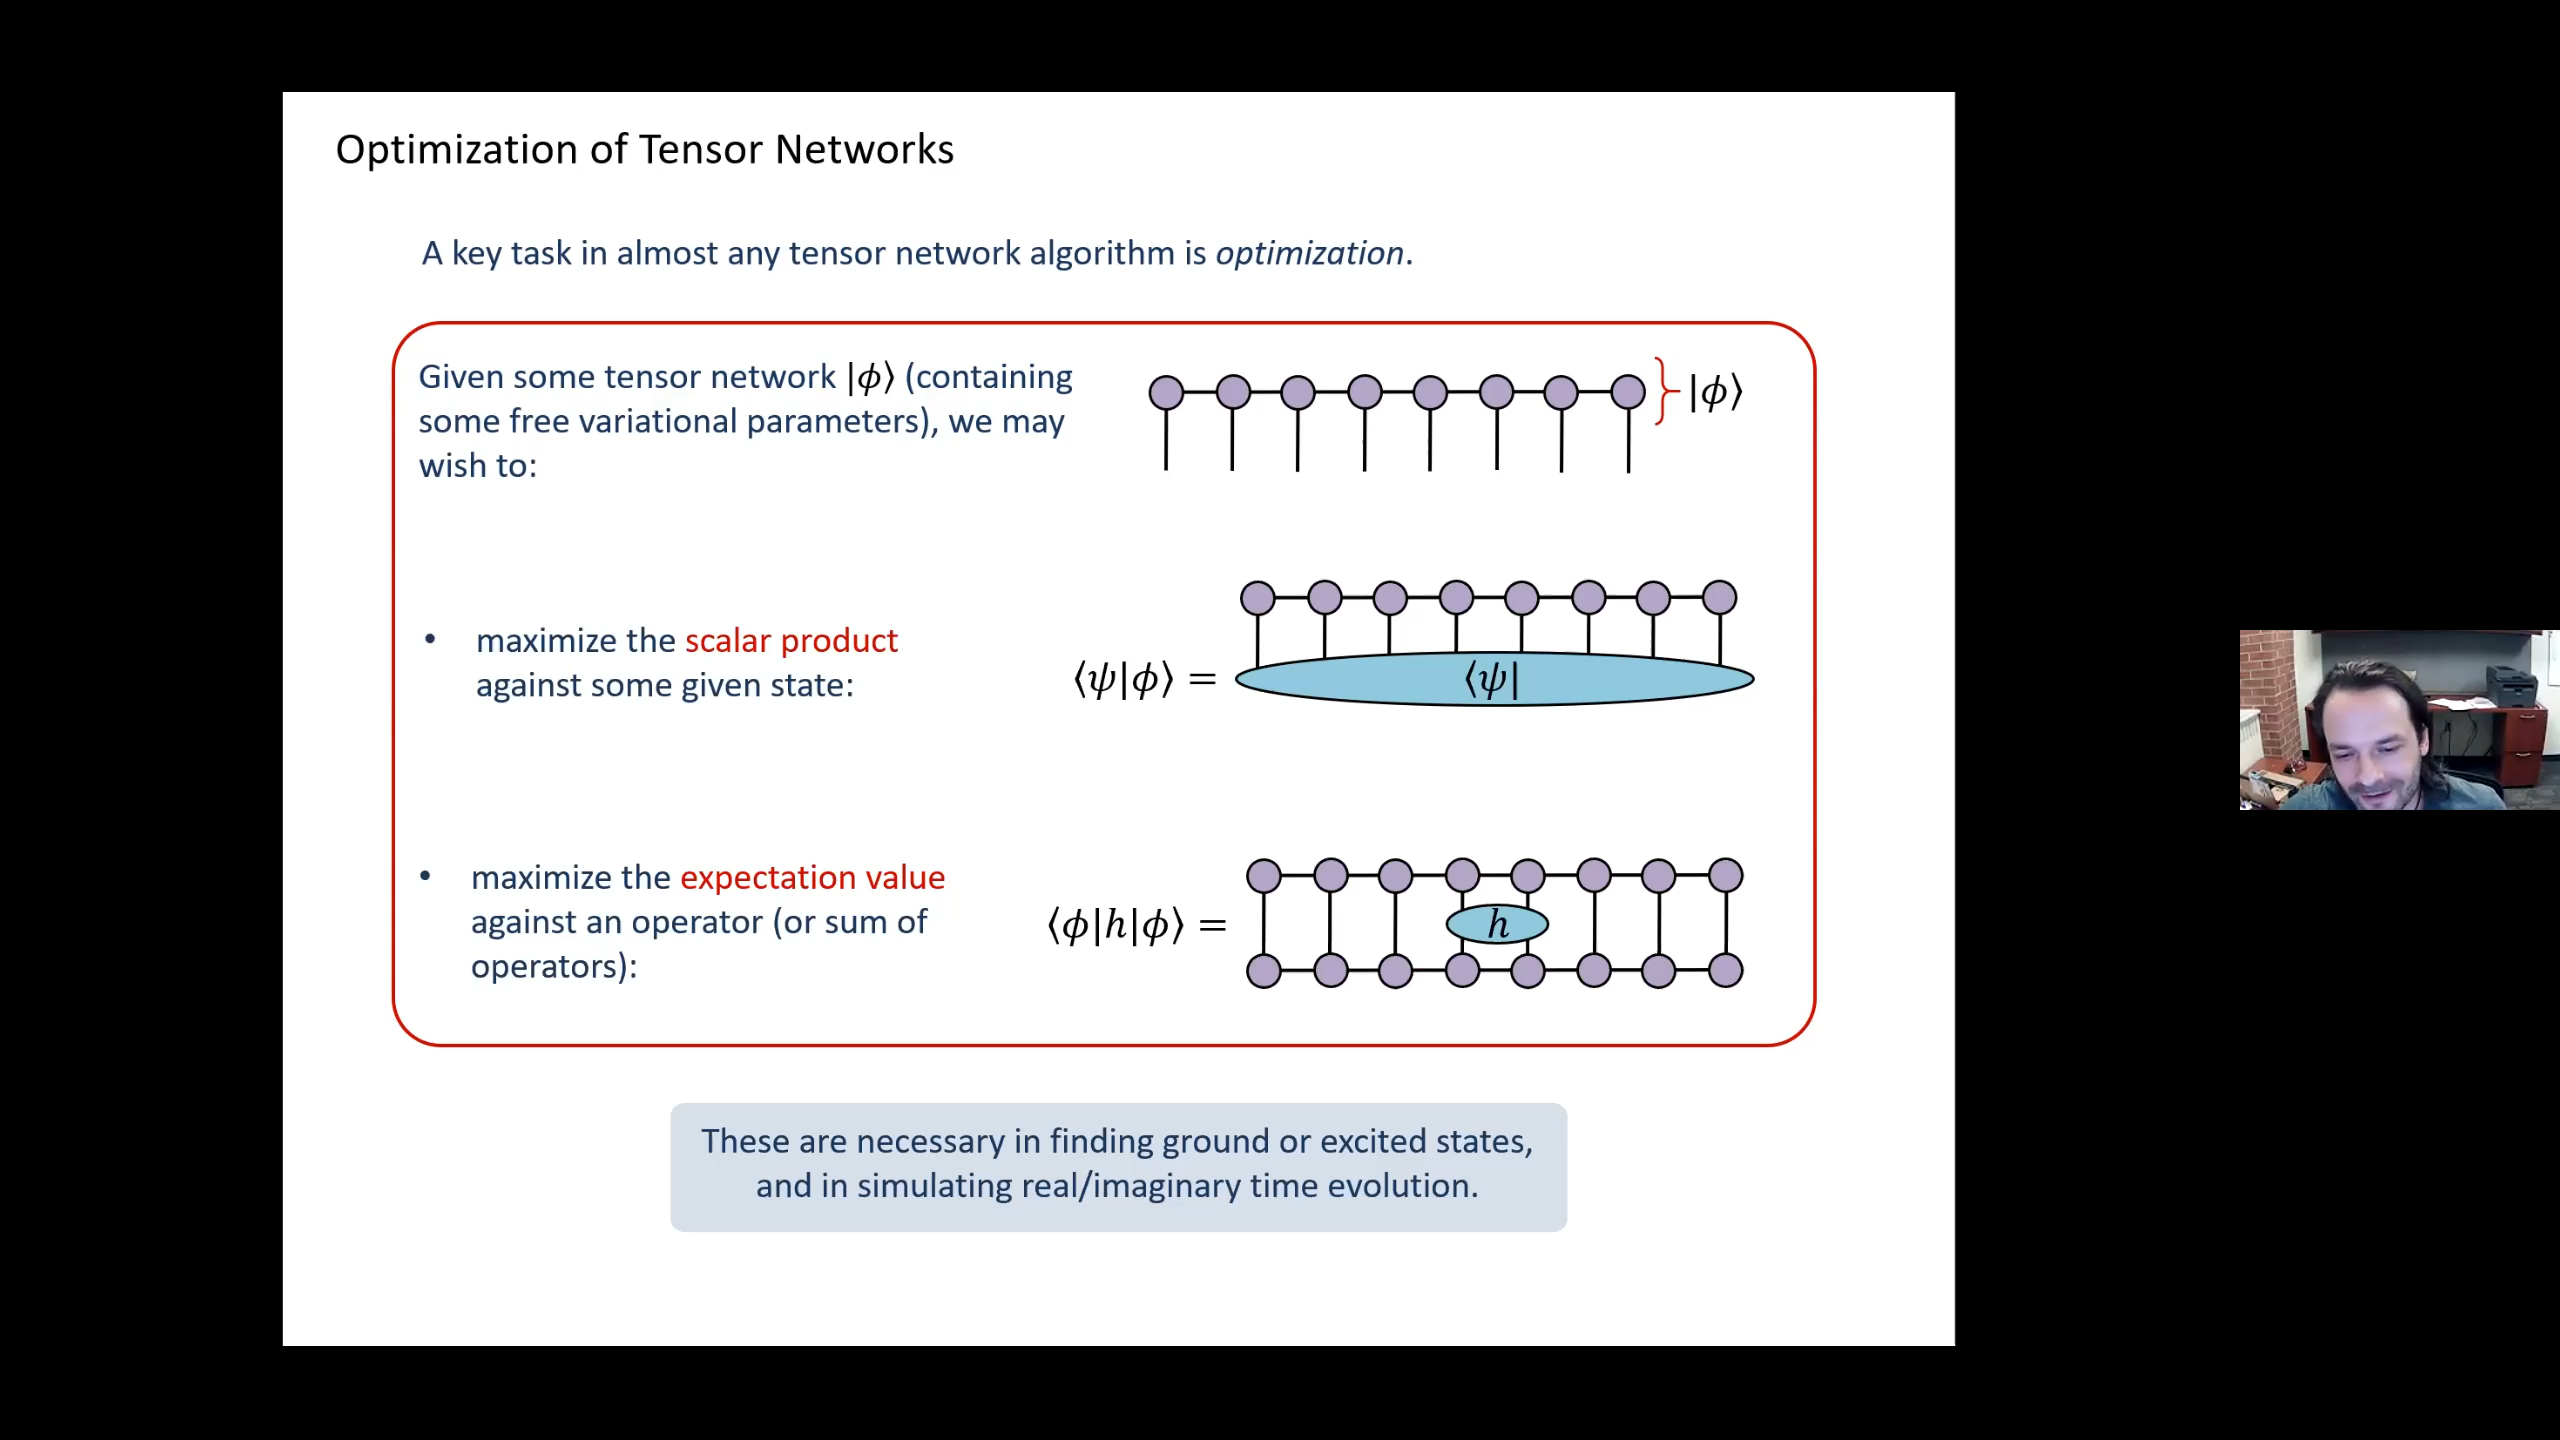 Optimization of Tensor Networks
A key task in almost any tensor network algorithm is optimization.
Given some tensor network |ϕ⟩ (containing
some free variational parameters), we may
wish to:
|ϕ⟩
• maximize the scalar product
against some given state:
⟨ψ|ϕ⟩ =
⟨ψ|
• maximize the expectation value
against an operator (or sum of
operators):
⟨ϕ|h|ϕ⟩ =
h
These are necessary in finding ground or excited states,
and in simulating real/imaginary time evolution.